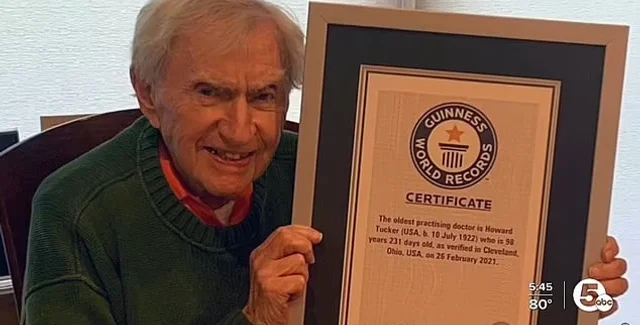 GUINNESS
WORLD RECORDS
CERTIFICATE
The oldest practising doctor is Howard
Tucker (USA, b. 10 July 1922) who is 98
years 231 days old, as verified in Cleveland,
Ohio, USA, on 26 February 2021.
5:45
80°
5 abc